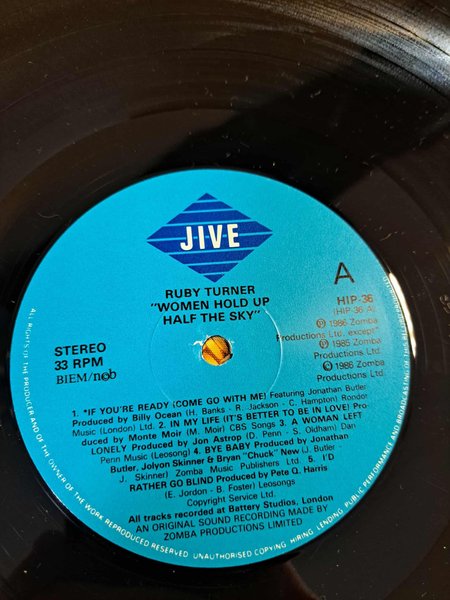 JIVE
RUBY TURNER
"WOMEN HOLD UP
HALF THE SKY"
A
STEREO
33 RPM
BIEM/ncb
HIP-36
(HIP-36 A)
℗ 1986 Zomba
Productions Ltd. except*
℗ 1985 Zomba
Productions Ltd.
© 1986 Zomba
Productions Ltd.
1. *IF YOU'RE READY (COME GO WITH ME) Featuring Jonathan Butler
Produced by Billy Ocean (H. Banks - R. Jackson - C. Hampton) Rondor
Music (London) Ltd. 2. IN MY LIFE (IT'S BETTER TO BE IN LOVE) Pro-
duced by Monte Moir (M. Moir) CBS Songs 3. A WOMAN LEFT
LONELY Produced by Jon Astrop (D. Penn - S. Oldham) Dan
Penn Music (Leosong) 4. BYE BABY Produced by Jonathan
Butler, Jolyon Skinner & Bryan "Chuck" New (J. Butler
J. Skinner) Zomba Music Publishers Ltd. 5. I'D
RATHER GO BLIND Produced by Pete Q. Harris
(E. Jordon - B. Foster) Leosongs
Copyright Service Ltd.
All tracks recorded at Battery Studios, London
AN ORIGINAL SOUND RECORDING MADE BY
ZOMBA PRODUCTIONS LIMITED
ALL RIGHTS OF THE PRODUCER AND OF THE OWNER OF THE WORK REPRODUCED RESERVED. UNAUTHORISED COPYING, HIRING, LENDING, PUBLIC PERFORMANCE AND BROADCASTING OF